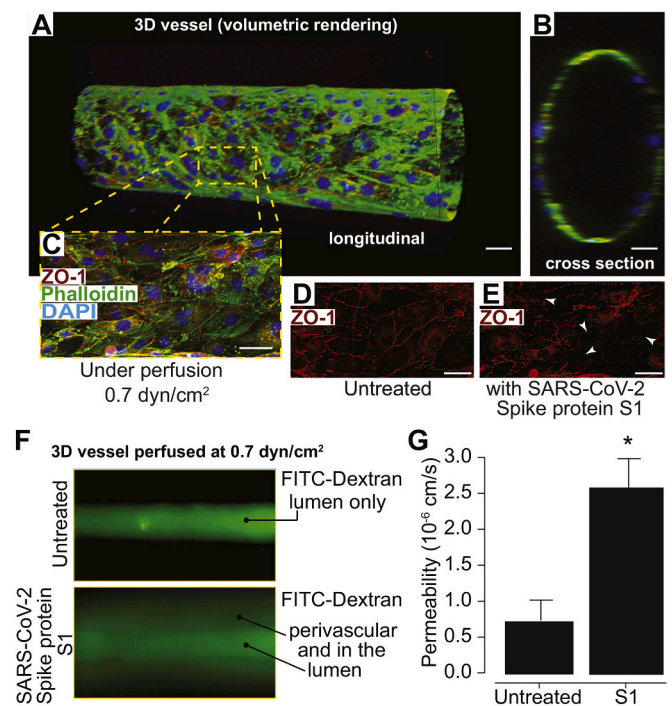 A
3D vessel (volumetric rendering)
longitudinal
B
cross section
C
ZO-1
Phalloidin
DAPI
Under perfusion
0.7 dyn/cm²
D
ZO-1
Untreated
E
ZO-1
with SARS-CoV-2
Spike protein S1
F
3D vessel perfused at 0.7 dyn/cm²
Untreated
FITC-Dextran
lumen only
SARS-CoV-2
Spike protein
S1
FITC-Dextran
perivascular
and in the
lumen
G
*
Permeability (10⁻⁶ cm/s)
3.0
2.5
2.0
1.5
1.0
0.5
0.0
Untreated
S1